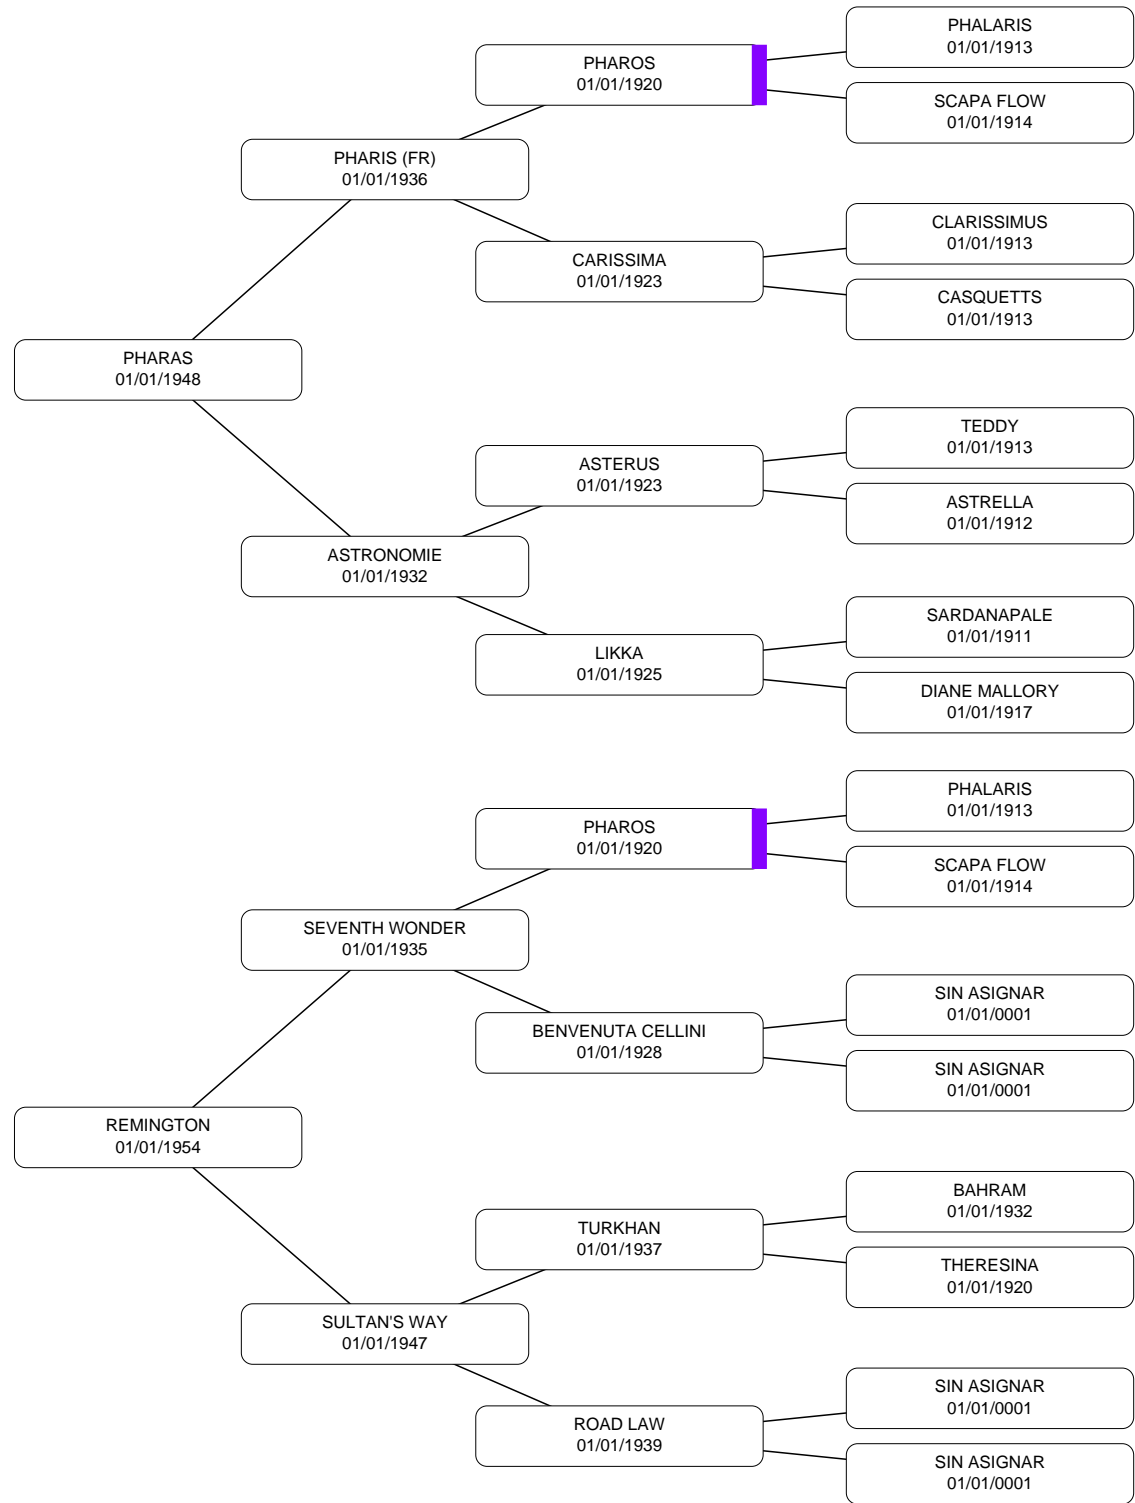 PHALARIS
01/01/1913
PHAROS
01/01/1920
SCAPA FLOW
01/01/1914
PHARIS (FR)
01/01/1936
CLARISSIMUS
01/01/1913
CARISSIMA
01/01/1923
CASQUETTS
01/01/1913
PHARAS
01/01/1948
TEDDY
01/01/1913
ASTERUS
01/01/1923
ASTRELLA
01/01/1912
ASTRONOMIE
01/01/1932
SARDANAPALE
01/01/1911
LIKKA
01/01/1925
DIANE MALLORY
01/01/1917
PHALARIS
01/01/1913
PHAROS
01/01/1920
SCAPA FLOW
01/01/1914
SEVENTH WONDER
01/01/1935
SIN ASIGNAR
01/01/0001
BENVENUTA CELLINI
01/01/1928
SIN ASIGNAR
01/01/0001
REMINGTON
01/01/1954
BAHRAM
01/01/1932
TURKHAN
01/01/1937
THERESINA
01/01/1920
SULTAN'S WAY
01/01/1947
SIN ASIGNAR
01/01/0001
ROAD LAW
01/01/1939
SIN ASIGNAR
01/01/0001